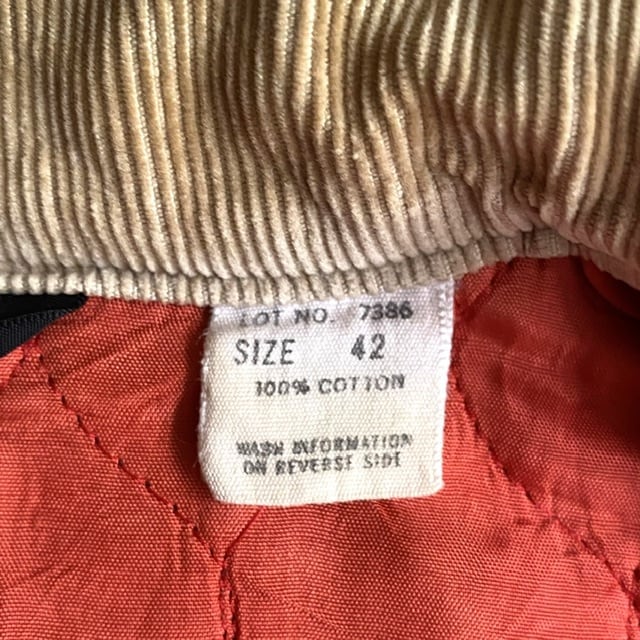 LOT NO. 7386
SIZE 42
100% COTTON
WASH INFORMATION
ON REVERSE SIDE